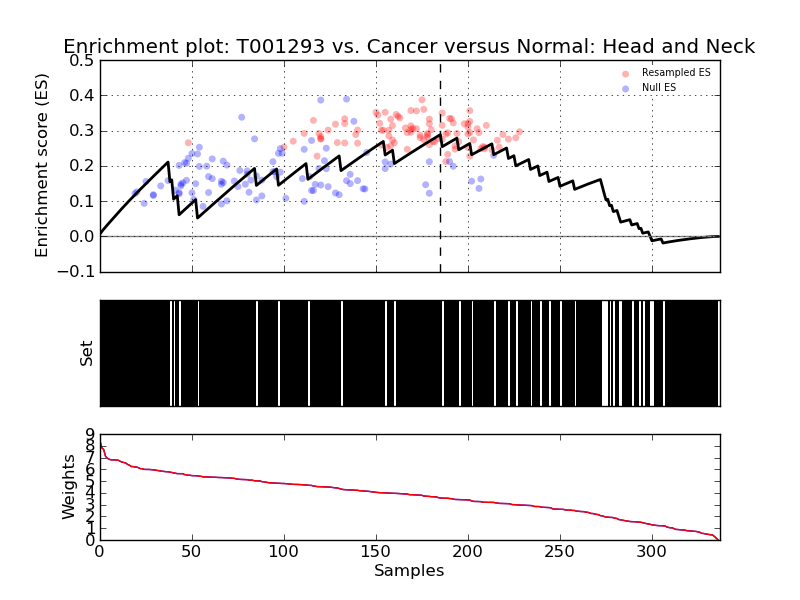 Enrichment plot: T001293 vs. Cancer versus Normal: Head and Neck
0.5
0.4
0.3
0.2
0.1
0.0
−0.1
Enrichment score (ES)
Resampled ES
Null ES
Set
9
8
7
6
5
4
3
2
1
0
Weights
0 50 100 150 200 250 300
Samples